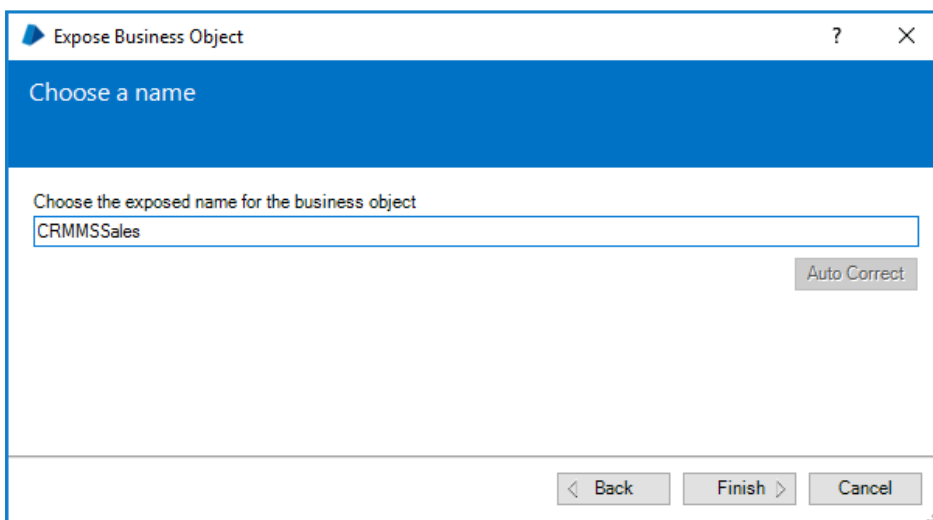 Expose Business Object
?
Choose a name
Choose the exposed name for the business object
CRMMSSales
Auto Correct
Back
Finish
Cancel